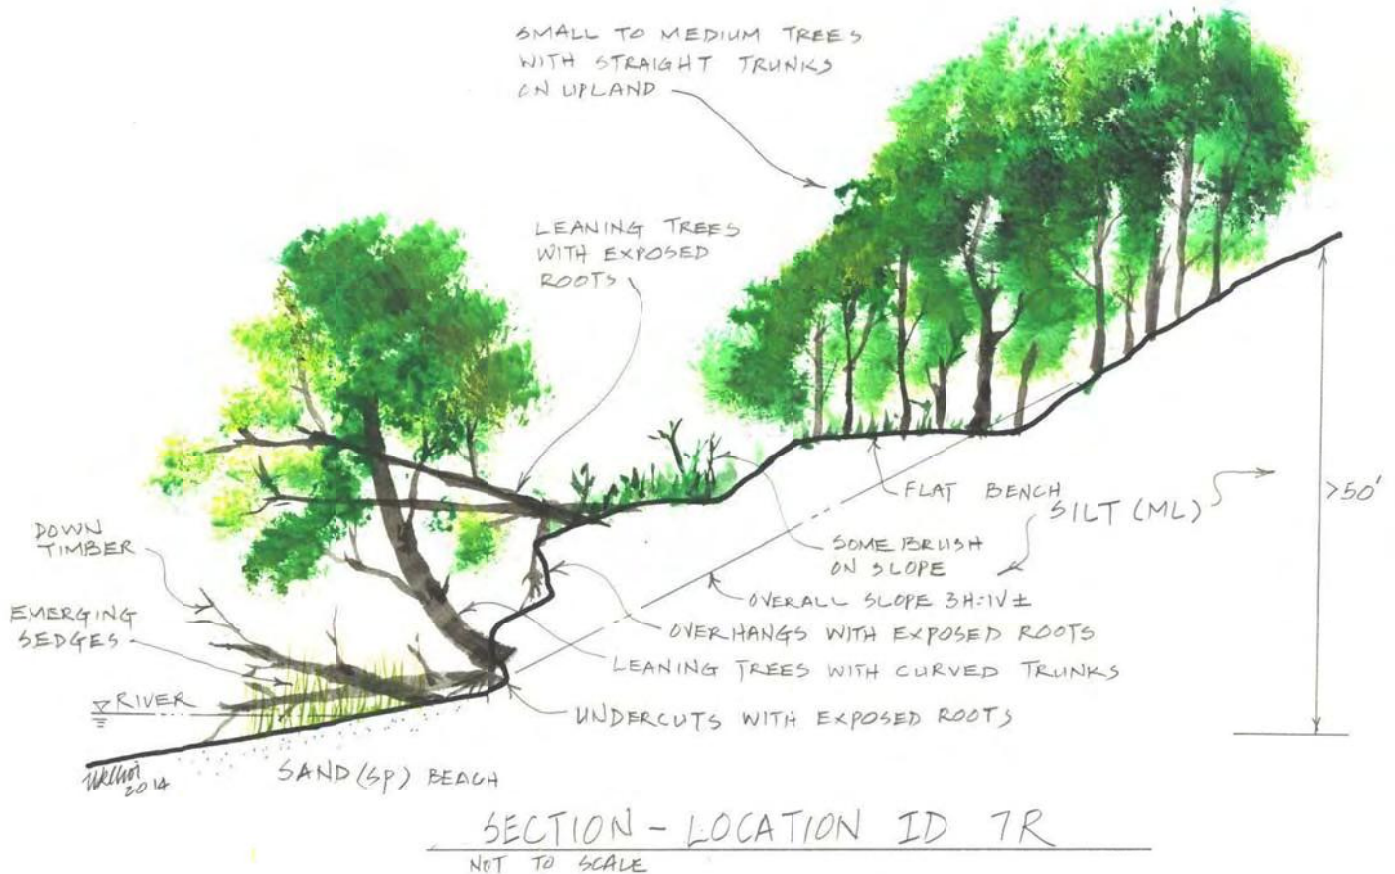 SMALL TO MEDIUM TREES
WITH STRAIGHT TRUNKS
ON UPLAND
LEANING TREES
WITH EXPOSED
ROOTS
DOWN
TIMBER
EMERGING
SEDGES
RIVER
FLAT BENCH
SILT (ML)
>50'
SOME BRUSH
ON SLOPE
OVERALL SLOPE 3H:1V ±
OVERHANGS WITH EXPOSED ROOTS
LEANING TREES WITH CURVED TRUNKS
UNDERCUTS WITH EXPOSED ROOTS
SAND (SP) BEACH
2014
SECTION - LOCATION ID 7R
NOT TO SCALE